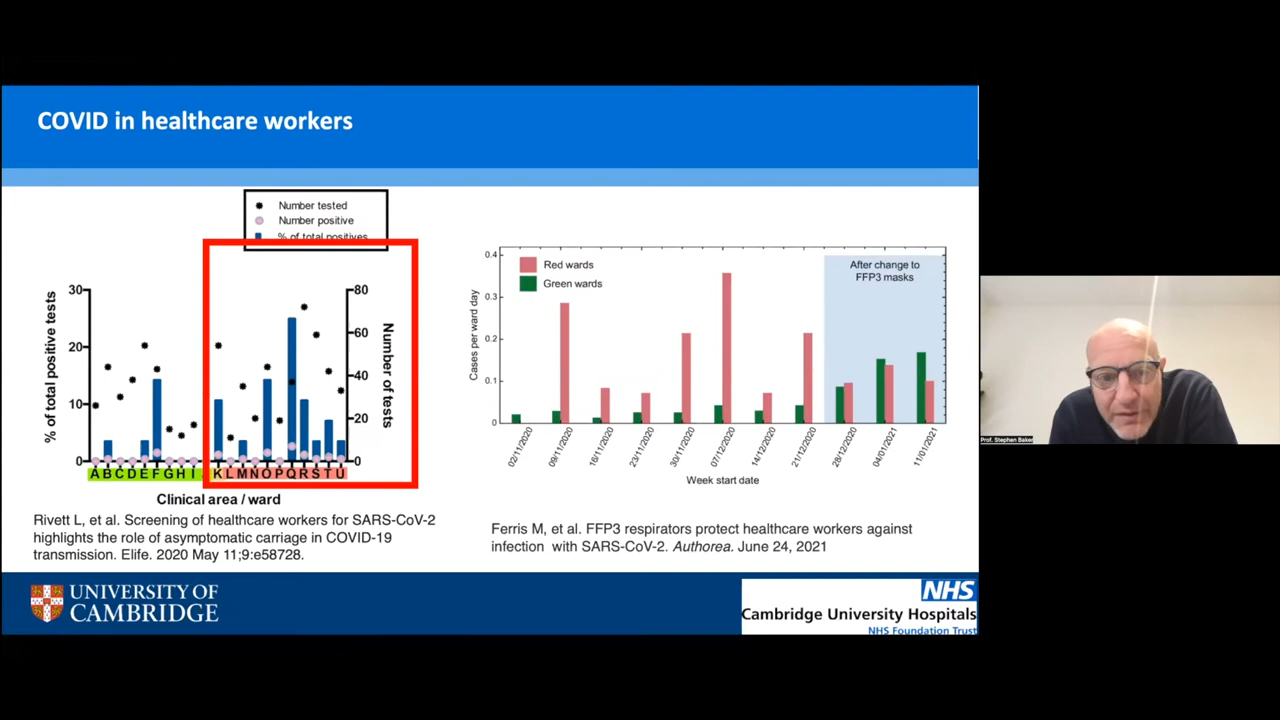 COVID in healthcare workers
Number tested
Number positive
% of total positives
30
20
10
0
% of total positive tests
80
60
40
20
0
Number of tests
A B C D E F G H I K L M N O P Q R S T U
Clinical area / ward
Rivett L, et al. Screening of healthcare workers for SARS-CoV-2
highlights the role of asymptomatic carriage in COVID-19
transmission. Elife. 2020 May 11;9:e58728.
Red wards
Green wards
After change to
FFP3 masks
0.4
0.3
0.2
0.1
0
Cases per ward day
02/11/2020
09/11/2020
16/11/2020
23/11/2020
30/11/2020
07/12/2020
14/12/2020
21/12/2020
28/12/2020
04/01/2021
11/01/2021
Week start date
Ferris M, et al. FFP3 respirators protect healthcare workers against
infection with SARS-CoV-2. Authorea. June 24, 2021
UNIVERSITY OF
CAMBRIDGE
NHS
Cambridge University Hospitals
NHS Foundation Trust
Prof. Stephen Baker